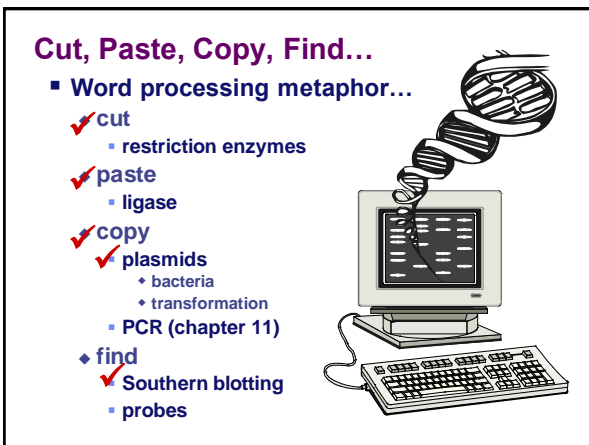 Cut, Paste, Copy, Find…
Word processing metaphor…
cut
restriction enzymes
paste
ligase
copy
plasmids
bacteria
transformation
PCR (chapter 11)
find
Southern blotting
probes